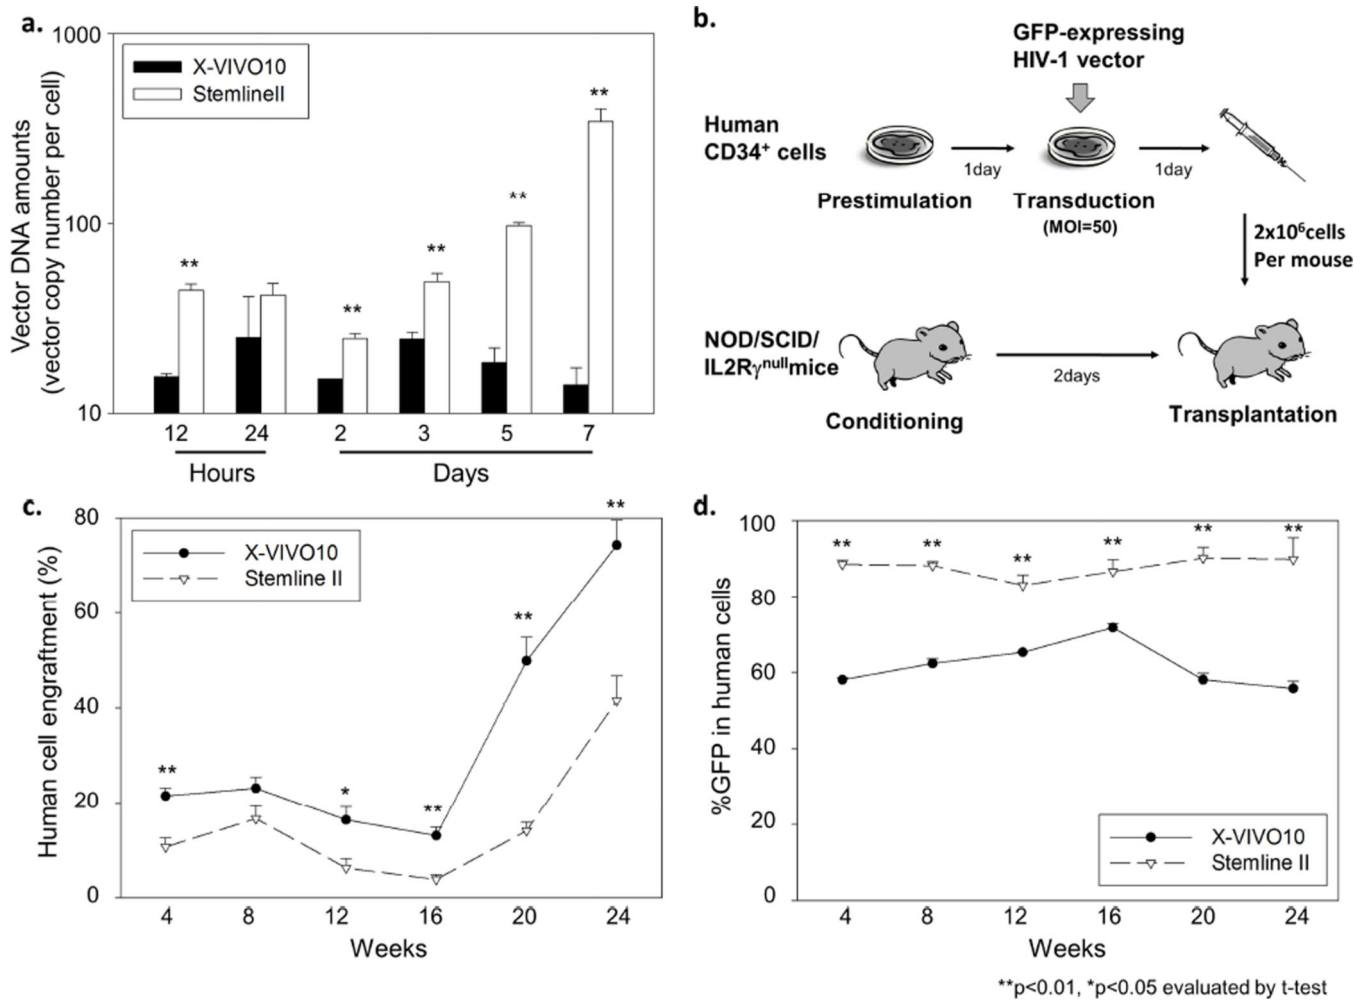 a.
1000
100
10
Vector DNA amounts
(vector copy number per cell)
X-VIVO10
StemlineII
**
**
**
**
**
12
24
2
3
5
7
Hours
Days
b.
GFP-expressing
HIV-1 vector
Human
CD34⁺ cells
1day
1day
Prestimulation
Transduction
(MOI=50)
2x10⁶cells
Per mouse
NOD/SCID/
IL2Rγⁿᵘˡˡmice
2days
Conditioning
Transplantation
c.
80
60
40
20
0
Human cell engraftment (%)
X-VIVO10
Stemline II
**
*
**
**
**
4
8
12
16
20
24
Weeks
d.
100
80
60
40
20
0
%GFP in human cells
**
**
**
**
**
**
X-VIVO10
Stemline II
4
8
12
16
20
24
Weeks
**p<0.01, *p<0.05 evaluated by t-test